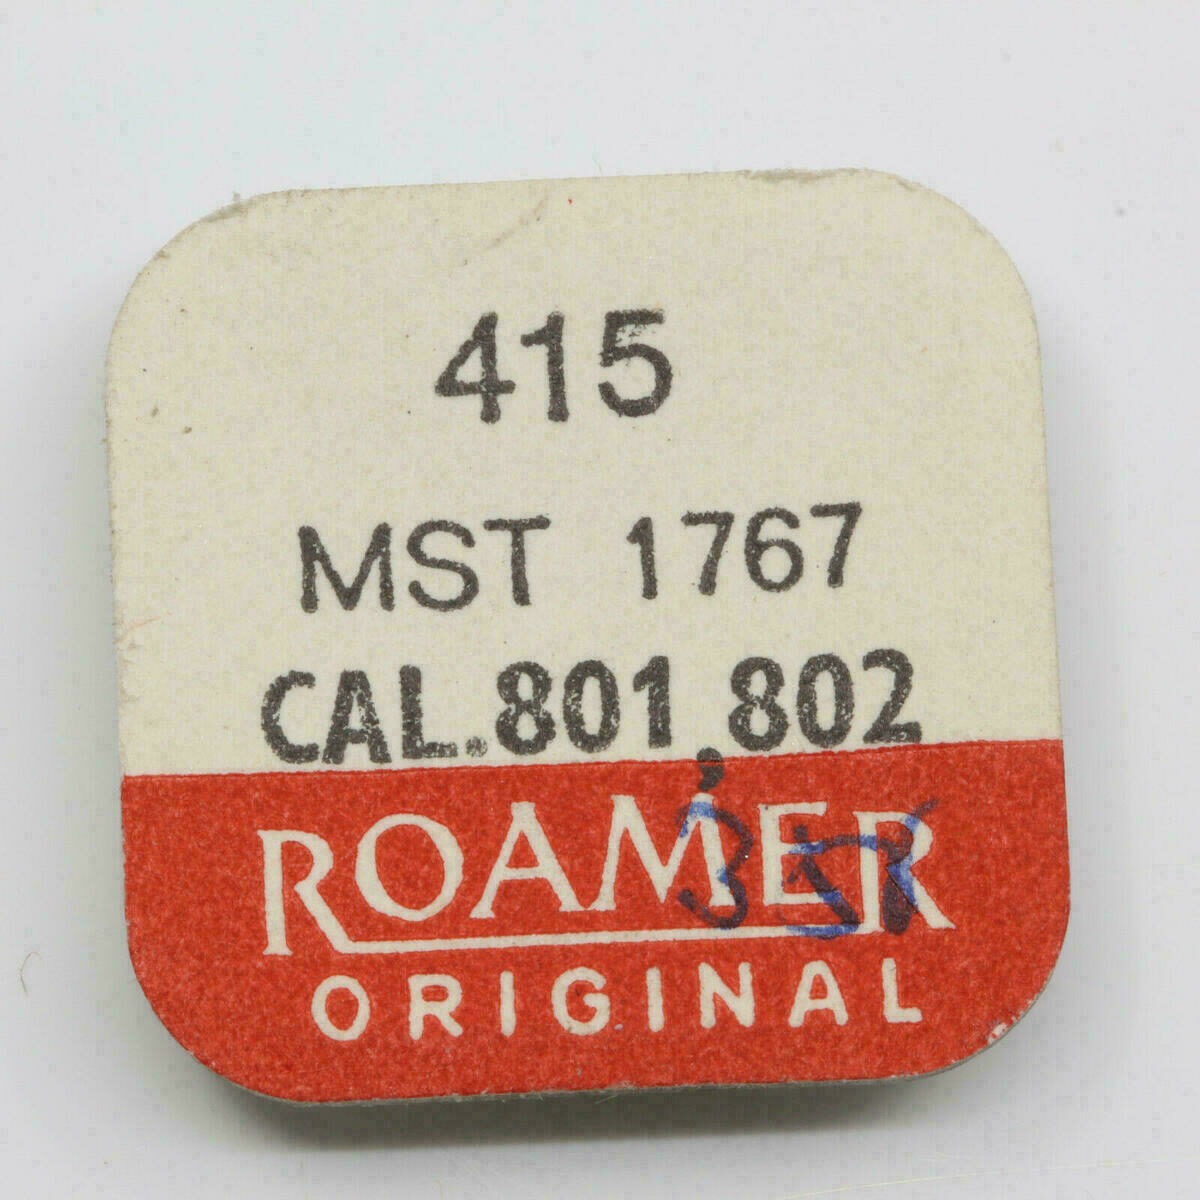 415
MST 1767
CAL.801,802
ROAMER
ORIGINAL